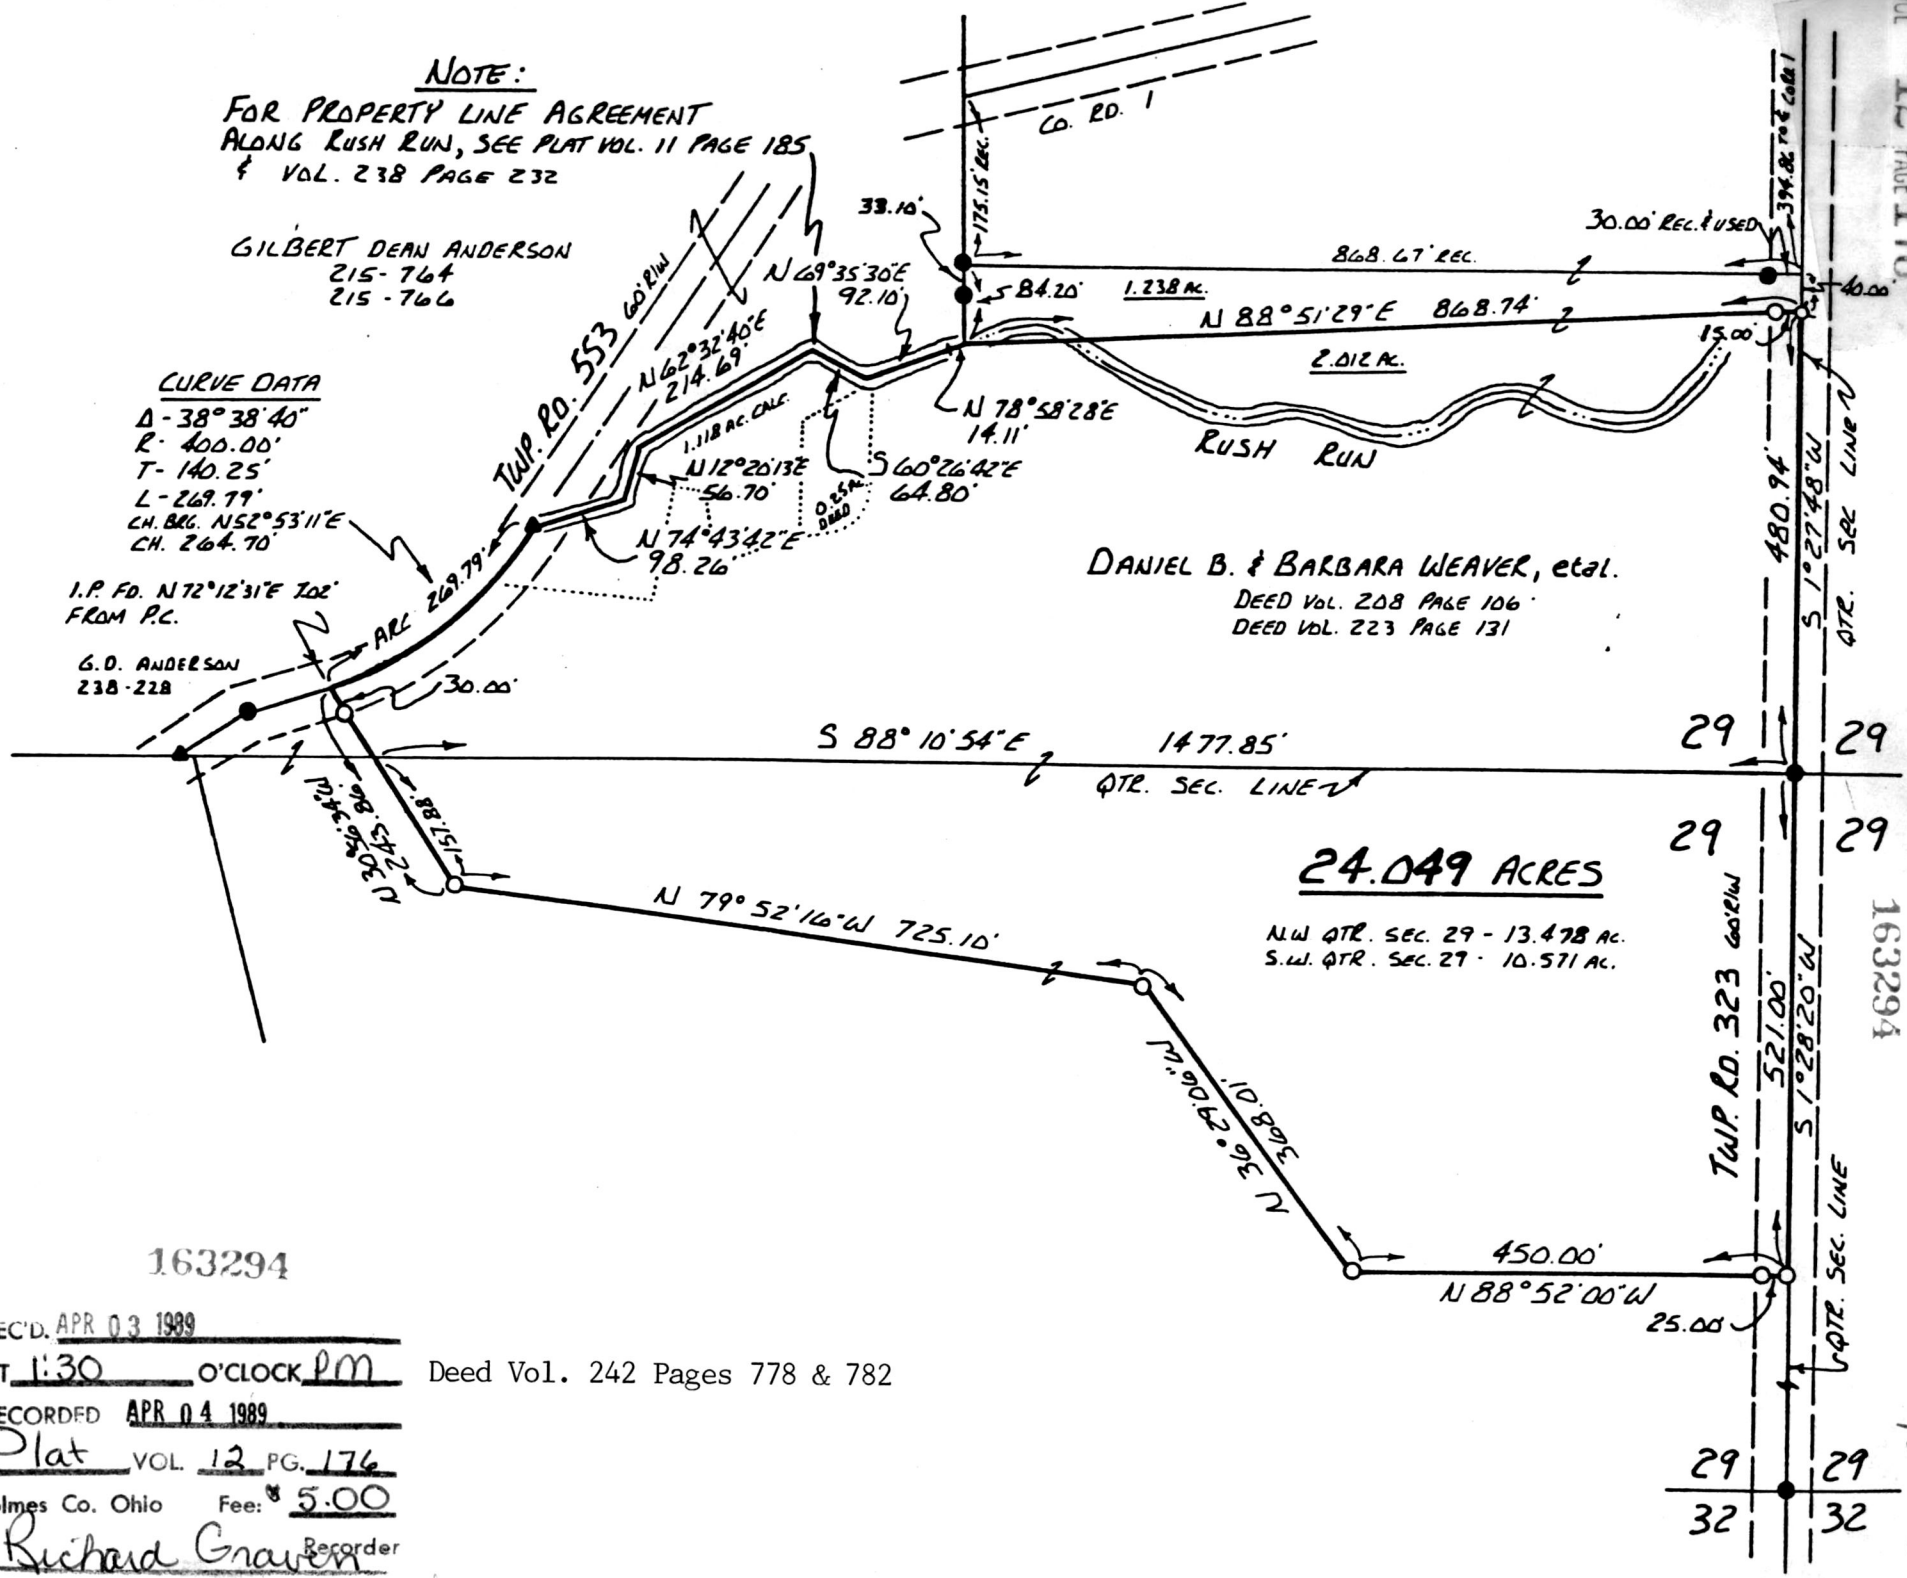 NOTE:
FOR PROPERTY LINE AGREEMENT
ALONG RUSH RUN, SEE PLAT VOL. 11 PAGE 185
& VOL. 238 PAGE 232
GILBERT DEAN ANDERSON
215-764
215-766
CURVE DATA
Δ - 38°38'40"
R - 400.00'
T - 140.25'
L - 269.79'
CH. BRG. N52°53'11"E
CH. 264.70'
I.P. FD. N72°12'31"E 7.02'
FROM P.C.
G.D. ANDERSON
238-228
TWP. RD. 553 60'R/W
ARC 269.79'
30.00'
CO. RD. 1
175.15' REC.
33.10'
84.20'
N 69°35'30"E
92.10'
N 62°32'40"E
214.69'
1.118 AC. CALC.
N 12°20'13"E
56.70'
N 74°43'42"E
98.26'
0.25 AC.
DEED
S 60°26'42"E
64.80'
N 78°58'28"E
14.11'
868.67' REC.
1.238 AC.
N 88°51'29"E 868.74'
2.012 AC.
30.00' REC. & USED
394.86' TO ℄ CO RD 1
40.00'
15.00'
RUSH RUN
DANIEL B. & BARBARA WEAVER, etal.
DEED VOL. 208 PAGE 106
DEED VOL. 223 PAGE 131
480.94'
S 1°27'48"W
QTR. SEC LINE
S 88°10'54"E 1477.85'
QTR. SEC. LINE
29 29
29 29
N 30°56'34"W
243.86'
157.88'
N 79°52'16"W 725.10'
24.049 ACRES
N.W QTR. SEC. 29 - 13.478 AC.
S.W. QTR. SEC. 29 - 10.571 AC.
N 36°29'06"W
368.01'
TWP. RD. 323 60'R/W
521.00'
S 1°28'20"W
QTR. SEC. LINE
450.00'
N 88°52'00"W
25.00'
29 29
32 32
163294
163294
EC'D. APR 03 1989
T 1:30 O'CLOCK PM
Deed Vol. 242 Pages 778 & 782
ECORDED APR 04 1989
Plat VOL. 12 PG. 176
olmes Co. Ohio Fee: $ 5.00
Richard Graven Recorder